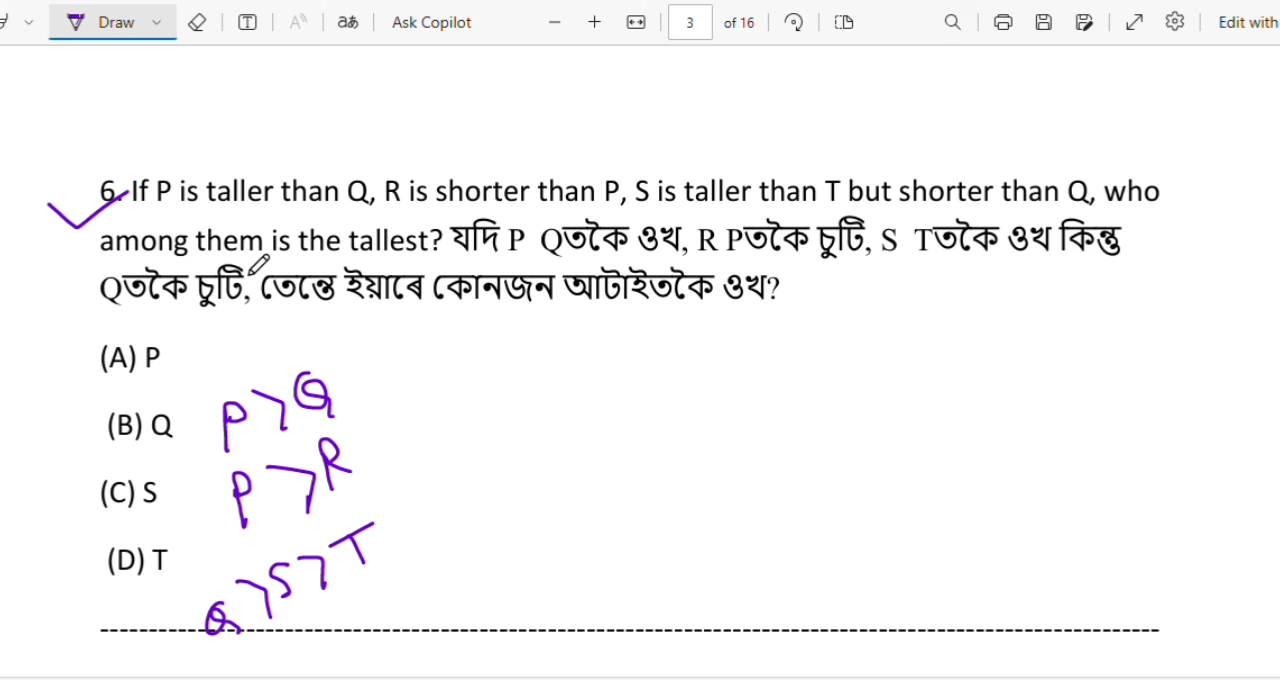 Draw Ask Copilot 3 of 16 Edit with
6. If P is taller than Q, R is shorter than P, S is taller than T but shorter than Q, who
among them is the tallest? যদি P Qতকৈ ওখ, R Pতকৈ চুটি, S Tতকৈ ওখ কিন্তু
Qতকৈ চুটি, তেন্তে ইয়াৰে কোনজন আটাইতকৈ ওখ?
(A) P
P > Q
(B) Q
P > R
(C) S
(D) T
Q > S > T